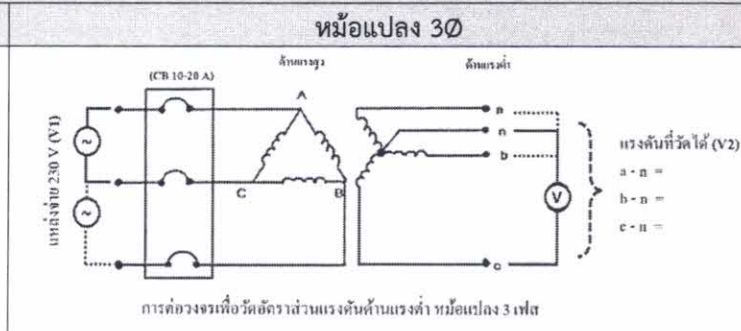 หม้อแปลง 3Ø
ด้านแรงสูง
ด้านแรงต่ำ
(CB 10-20 A)
A
C
B
a
n
b
c
V
แหล่งจ่าย 230 V (V1)
~
~
แรงดันที่วัดได้ (V2)
a - n =
b - n =
c - n =
การต่อวงจรเพื่อวัดอัตราส่วนแรงดันด้านแรงต่ำ หม้อแปลง 3 เฟส